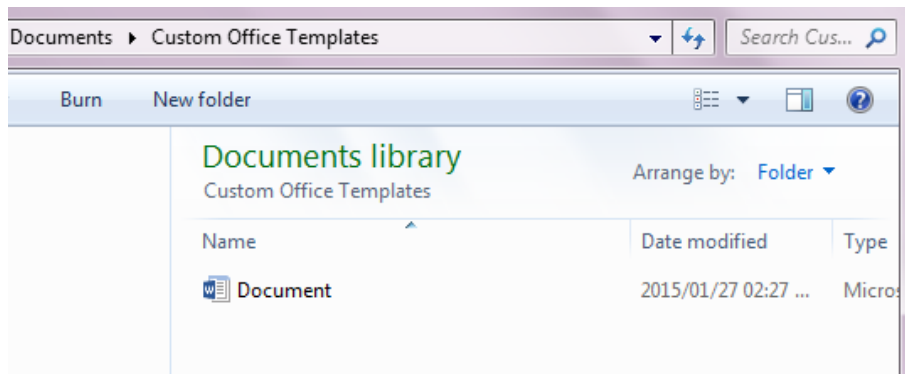 Documents ▸ Custom Office Templates Search Cus...
Burn New folder
Documents library
Custom Office Templates
Arrange by: Folder
Name Date modified Type
Document 2015/01/27 02:27 ... Micros